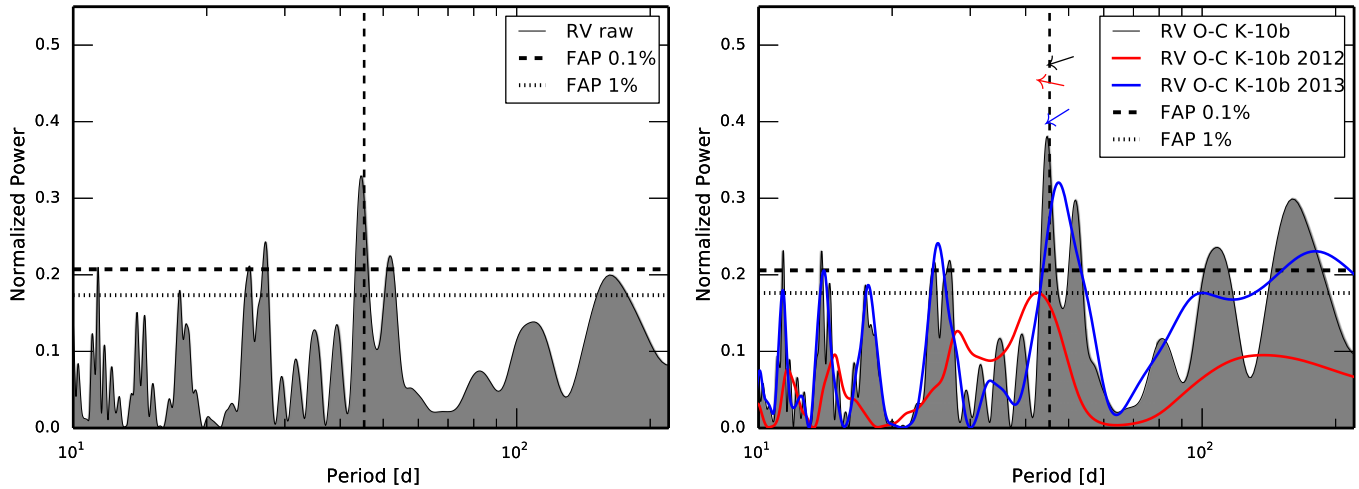 0.5
0.4
0.3
0.2
0.1
0.0
Normalized Power
10^1
10^2
Period [d]
RV raw
FAP 0.1%
FAP 1%
0.5
0.4
0.3
0.2
0.1
0.0
Normalized Power
10^1
10^2
Period [d]
RV O-C K-10b
RV O-C K-10b 2012
RV O-C K-10b 2013
FAP 0.1%
FAP 1%